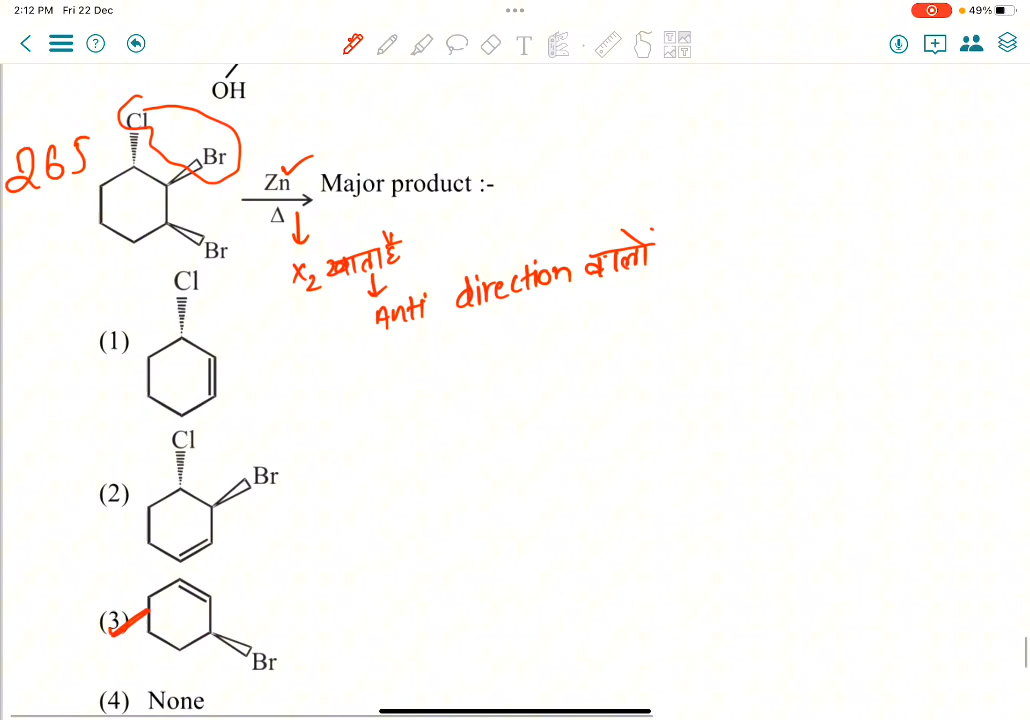 2:12 PM Fri 22 Dec
49%
OH
265
Cl
Br
Br
Zn
Δ
Major product :-
X₂ खाता है
Anti direction वालो
Cl
(1)
Cl
Br
(2)
(3)
Br
(4) None